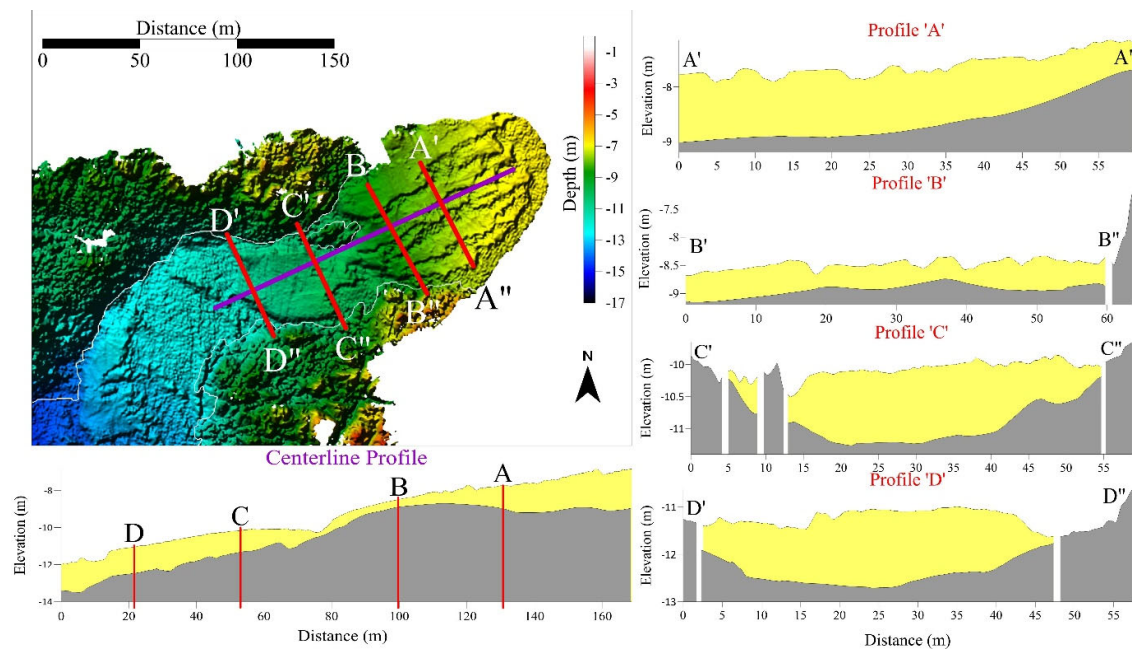 Distance (m)
0 50 100 150
Depth (m)
-1
-3
-5
-7
-9
-11
-13
-15
-17
A'
B'
C'
D'
A"
B"
C"
D"
N
Centerline Profile
Elevation (m)
-8
-10
-12
-14
D C B A
0 20 40 60 80 100 120 140 160
Distance (m)
Profile 'A'
A' A"
Elevation (m)
-8
-9
0 5 10 15 20 25 30 35 40 45 50 55
Profile 'B'
B' B"
Elevation (m)
-7.5
-8
-8.5
-9
0 10 20 30 40 50 60
Profile 'C'
C' C"
Elevation (m)
-10
-10.5
-11
0 5 10 15 20 25 30 35 40 45 50 55
Profile 'D'
D' D"
Elevation (m)
-11
-12
-13
0 5 10 15 20 25 30 35 40 45 50 55
Distance (m)